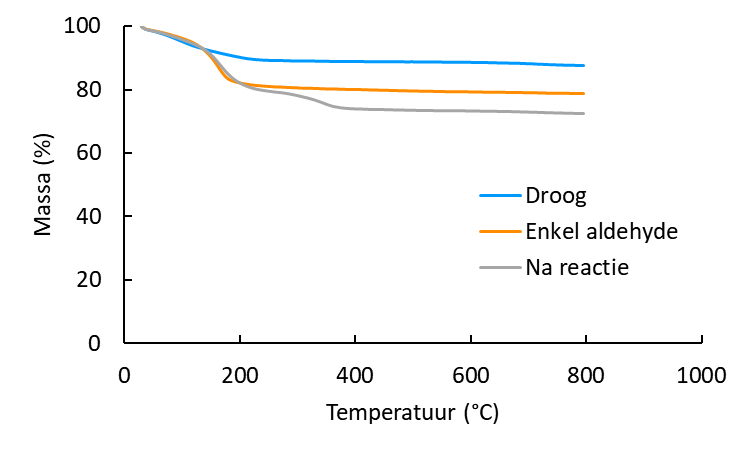 100
80
60
40
20
0
Massa (%)
Droog
Enkel aldehyde
Na reactie
0 200 400 600 800 1000
Temperatuur (°C)